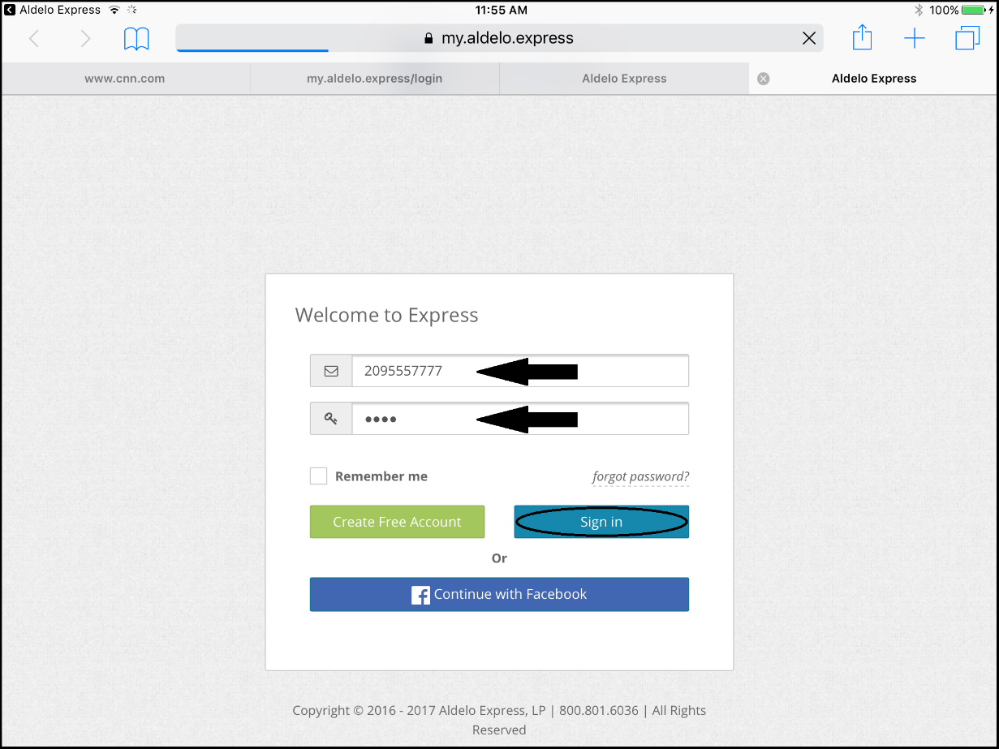 Aldelo Express 11:55 AM 100%
my.aldelo.express
www.cnn.com my.aldelo.express/login Aldelo Express Aldelo Express
Welcome to Express
2095557777
••••
Remember me forgot password?
Create Free Account Sign in
Or
Continue with Facebook
Copyright © 2016 - 2017 Aldelo Express, LP | 800.801.6036 | All Rights
Reserved